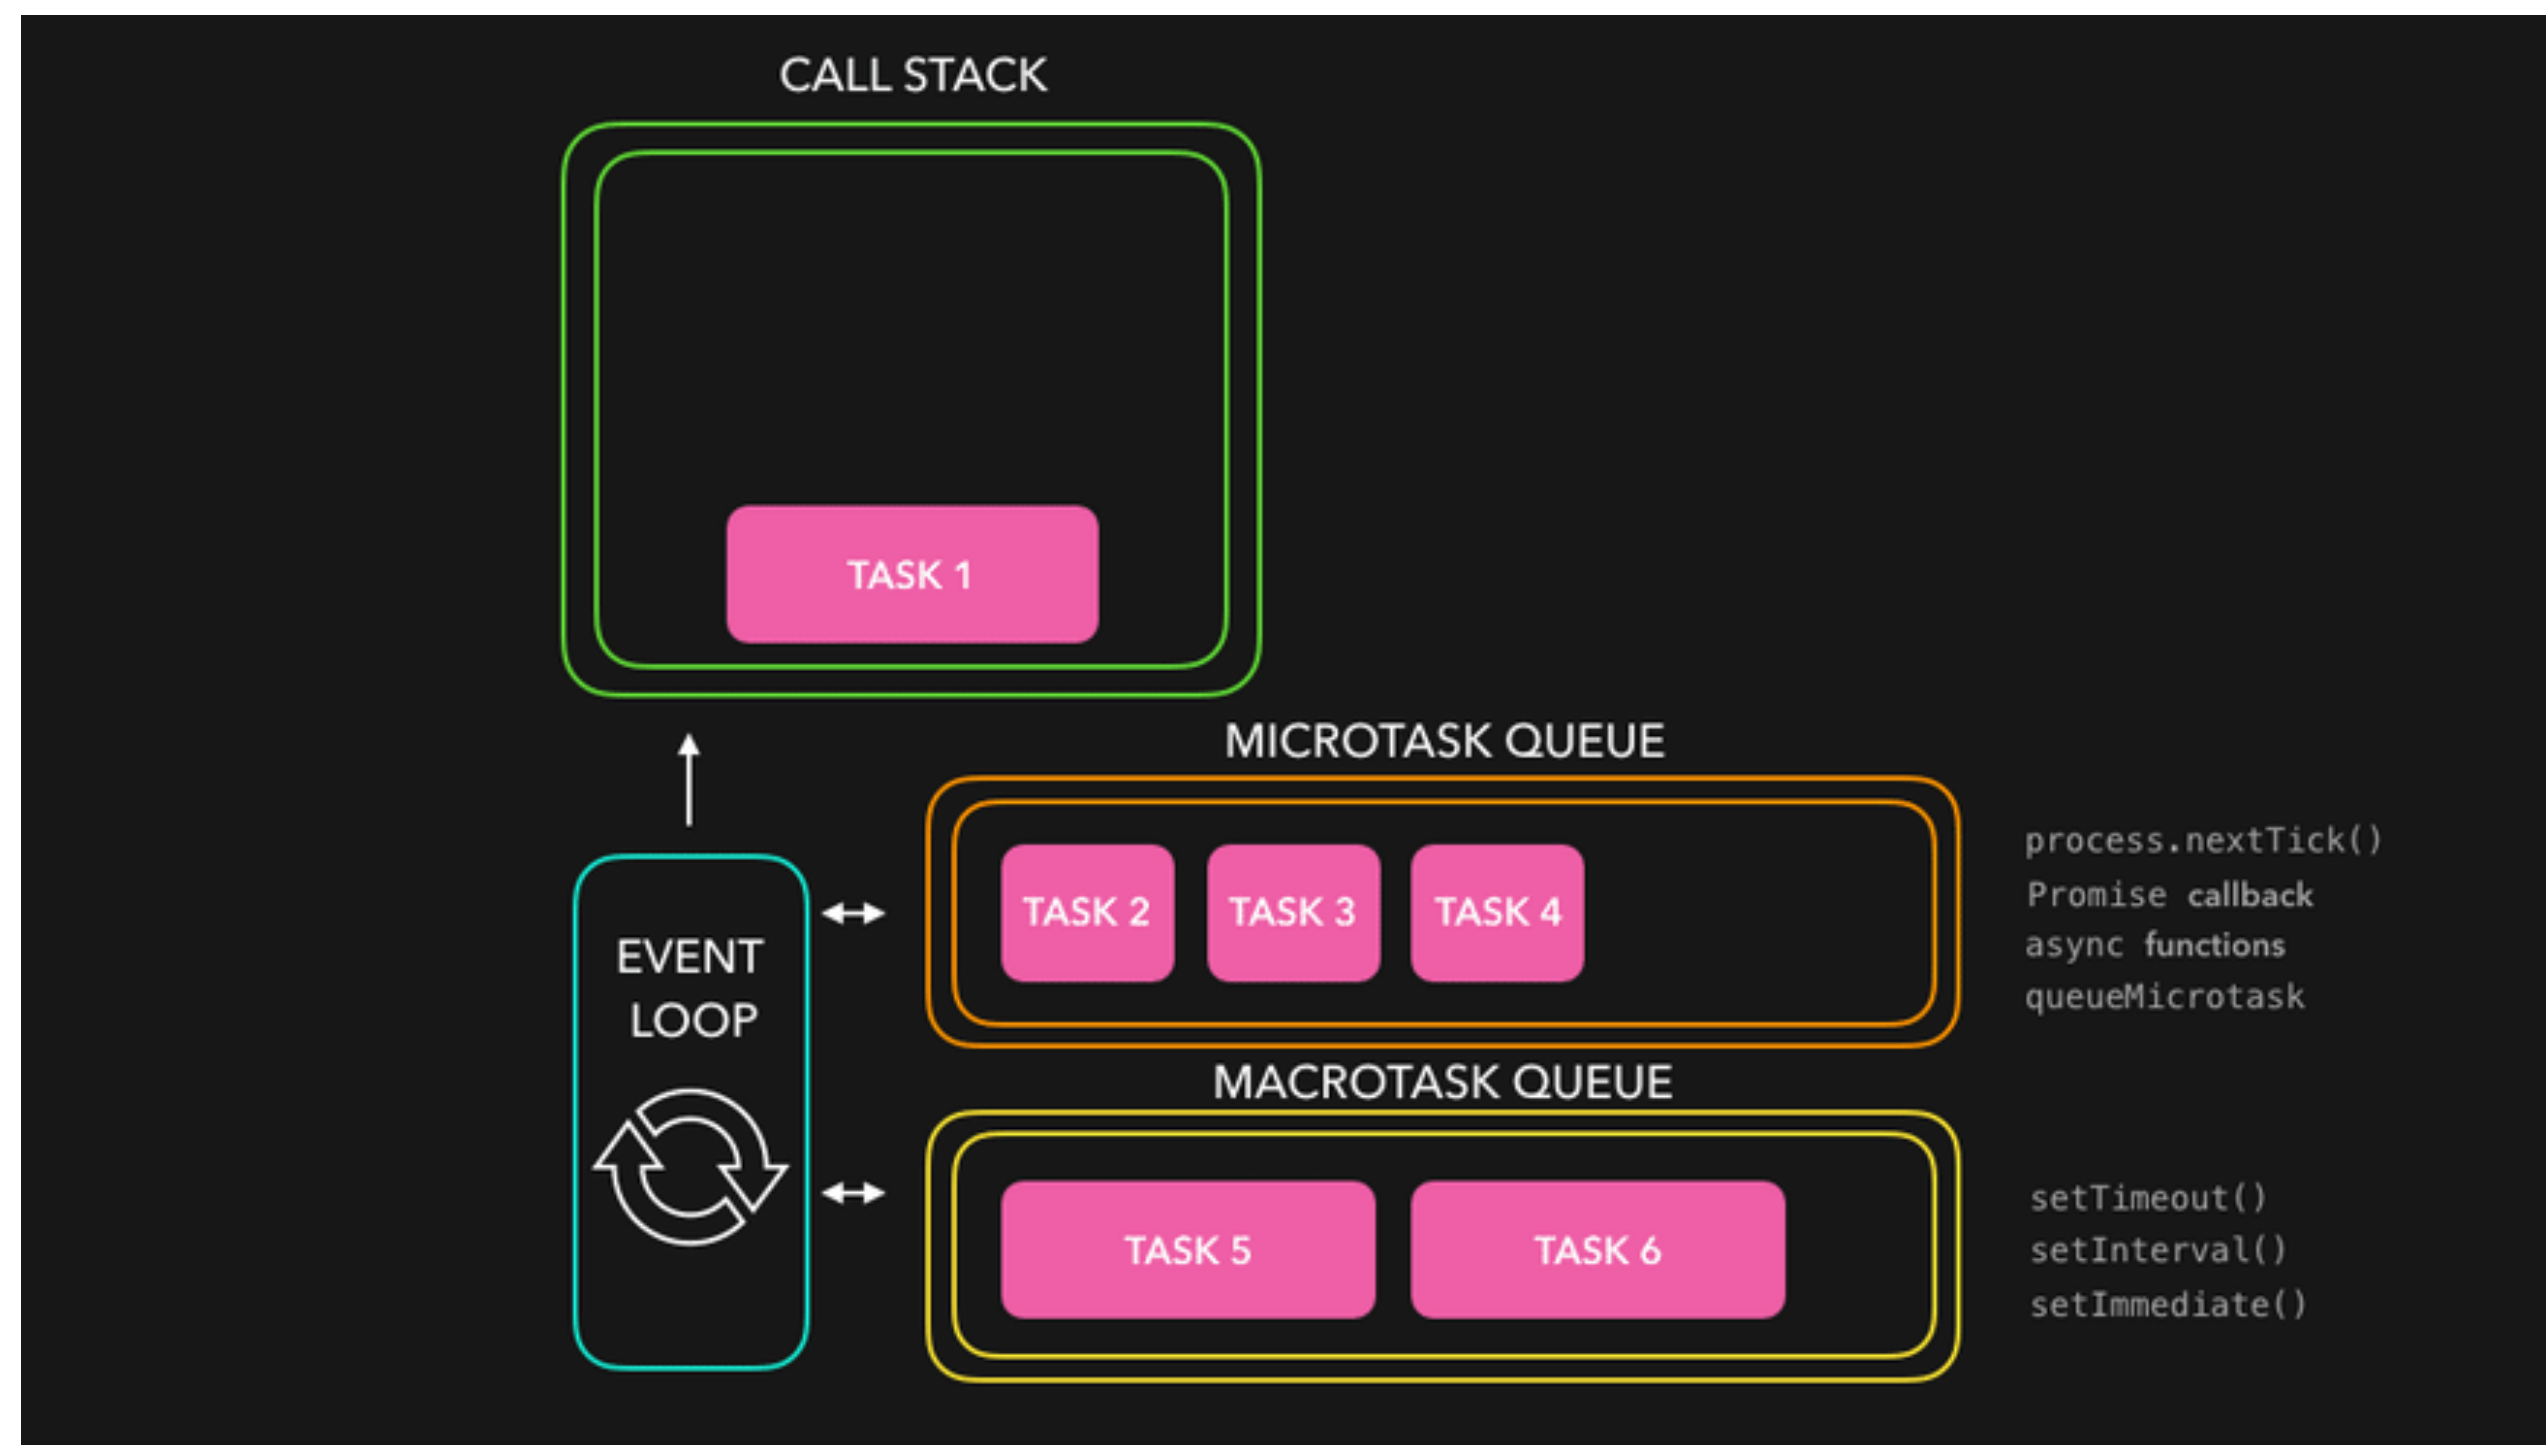 CALL STACK
TASK 1
MICROTASK QUEUE
TASK 2 TASK 3 TASK 4
process.nextTick()
Promise callback
async functions
queueMicrotask
EVENT
LOOP
MACROTASK QUEUE
TASK 5 TASK 6
setTimeout()
setInterval()
setImmediate()